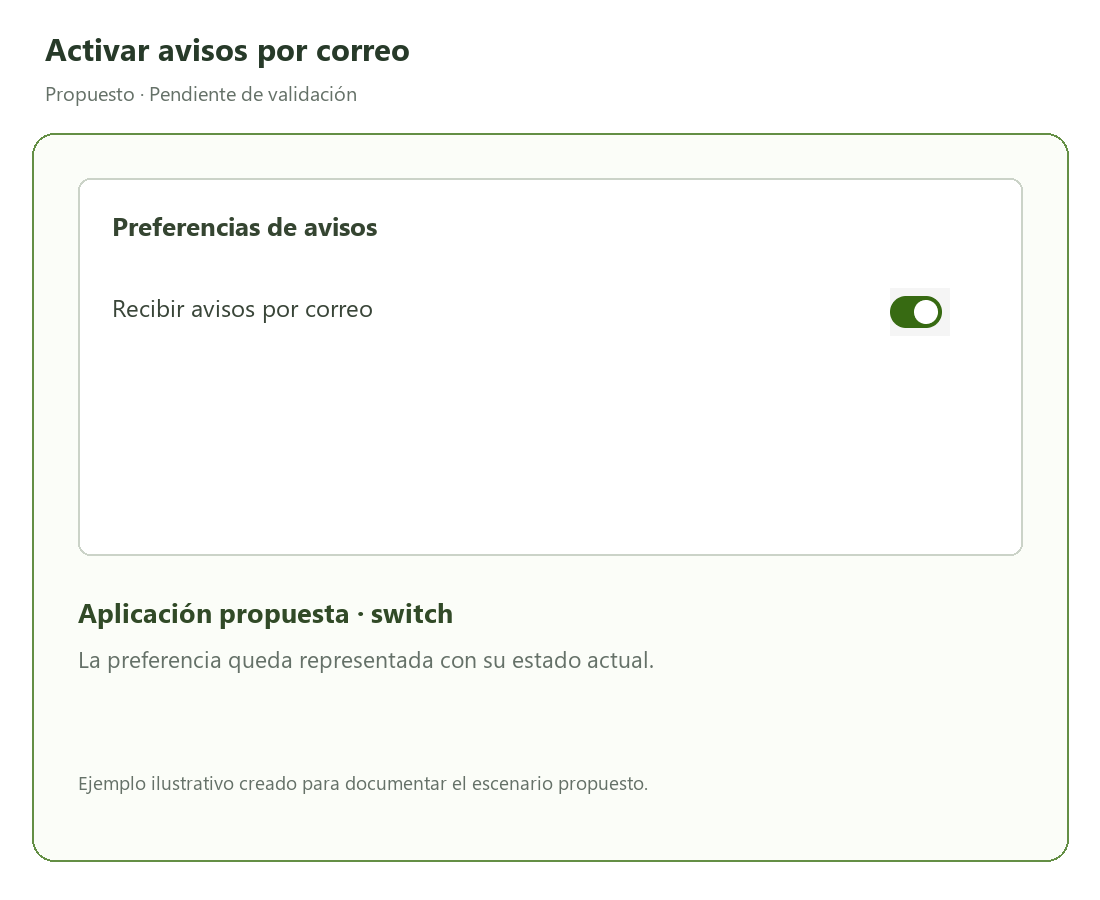 Activar avisos por correo
Propuesto · Pendiente de validación
Preferencias de avisos
Recibir avisos por correo
Aplicación propuesta · switch
La preferencia queda representada con su estado actual.
Ejemplo ilustrativo creado para documentar el escenario propuesto.